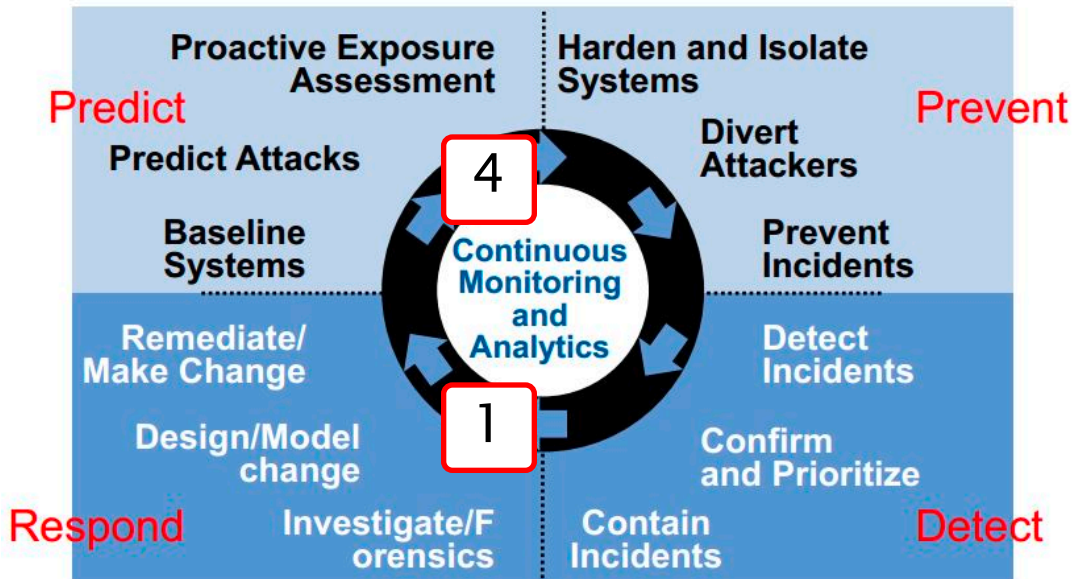 Proactive Exposure
Assessment
Harden and Isolate
Systems
Predict
Prevent
Predict Attacks
Divert
Attackers
4
Baseline
Systems
Continuous
Monitoring
and
Analytics
Prevent
Incidents
Remediate/
Make Change
Detect
Incidents
1
Design/Model
change
Confirm
and Prioritize
Respond
Investigate/F
orensics
Contain
Incidents
Detect